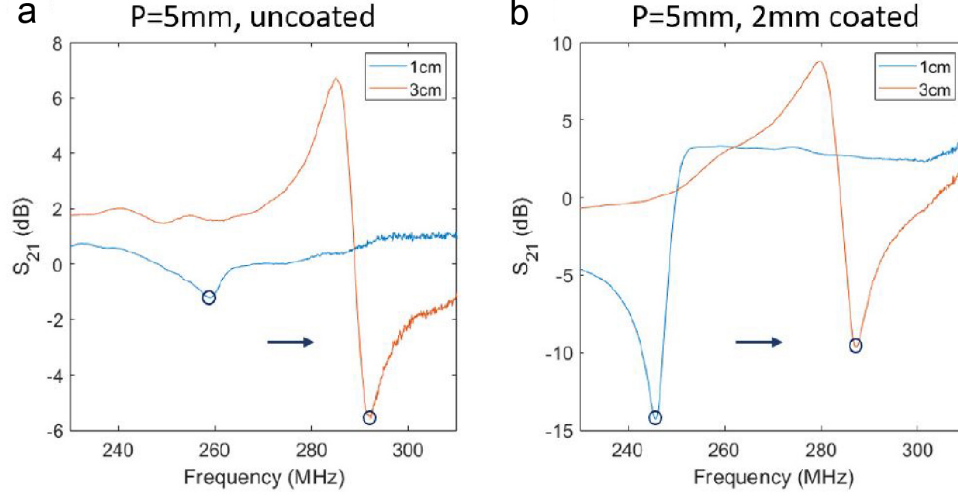 a
P=5mm, uncoated
8
6
4
2
0
-2
-4
-6
S21 (dB)
1cm
3cm
240
260
280
300
Frequency (MHz)
b
P=5mm, 2mm coated
10
5
0
-5
-10
-15
S21 (dB)
1cm
3cm
240
260
280
300
Frequency (MHz)